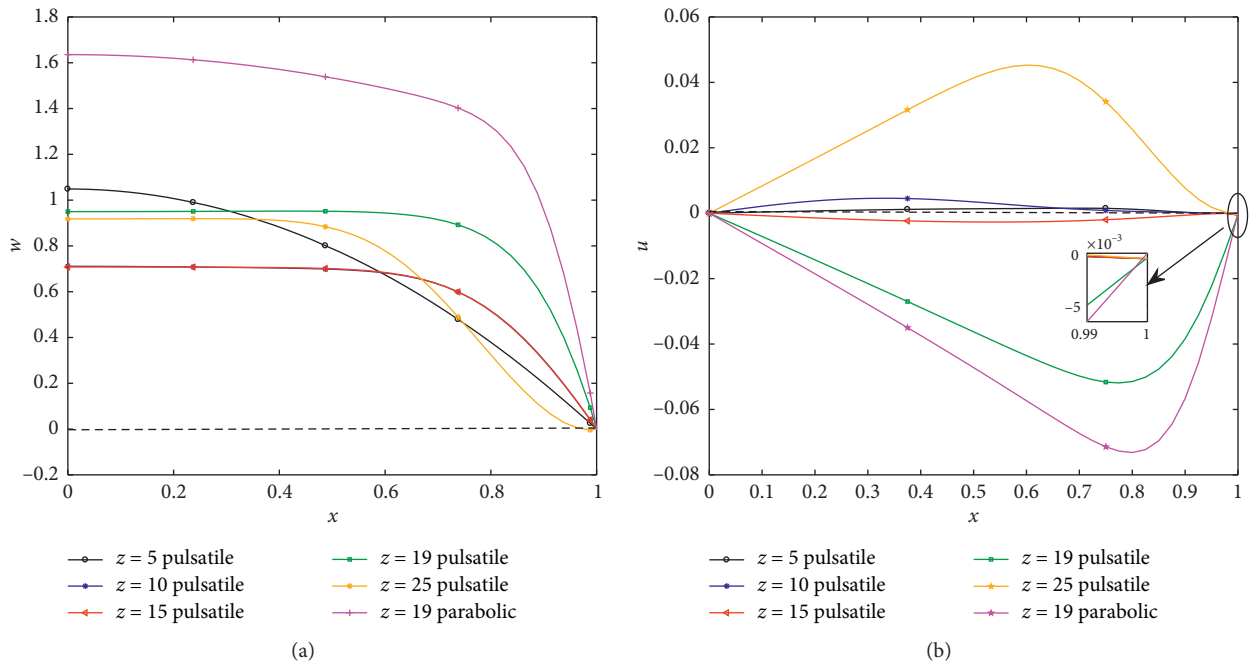 1.8
1.6
1.4
1.2
1
0.8
0.6
0.4
0.2
0
−0.2
w
0 0.2 0.4 0.6 0.8 1
x
z = 5 pulsatile
z = 10 pulsatile
z = 15 pulsatile
z = 19 pulsatile
z = 25 pulsatile
z = 19 parabolic
(a)
0.06
0.04
0.02
0
−0.02
−0.04
−0.06
−0.08
u
×10⁻³
0
−5
0.99 1
0 0.1 0.2 0.3 0.4 0.5 0.6 0.7 0.8 0.9 1
x
z = 5 pulsatile
z = 10 pulsatile
z = 15 pulsatile
z = 19 pulsatile
z = 25 pulsatile
z = 19 parabolic
(b)